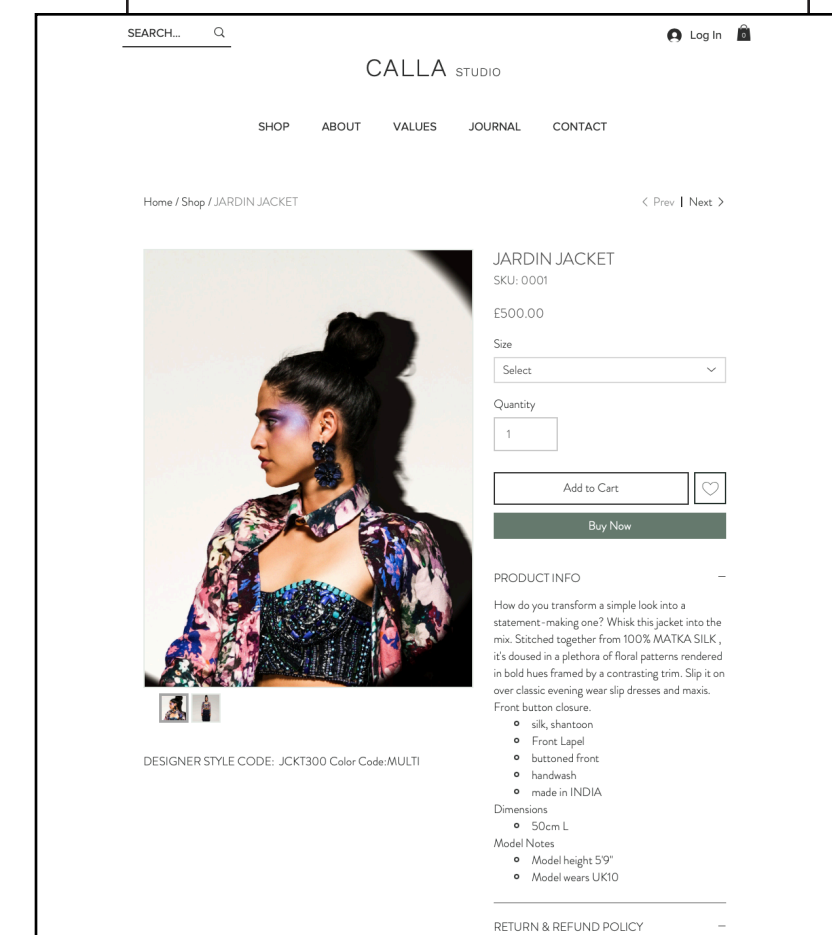 SEARCH...
Log In
0
CALLA STUDIO
SHOP ABOUT VALUES JOURNAL CONTACT
Home / Shop / JARDIN JACKET
Prev | Next
JARDIN JACKET
SKU: 0001
£500.00
Size
Select
Quantity
1
Add to Cart
Buy Now
PRODUCT INFO
How do you transform a simple look into a
statement-making one? Whisk this jacket into the
mix. Stitched together from 100% MATKA SILK ,
it's doused in a plethora of floral patterns rendered
in bold hues framed by a contrasting trim. Slip it on
over classic evening wear slip dresses and maxis.
Front button closure.
silk, shantoon
Front Lapel
buttoned front
handwash
made in INDIA
Dimensions
50cm L
Model Notes
Model height 5'9"
Model wears UK10
RETURN & REFUND POLICY
DESIGNER STYLE CODE: JCKT300 Color Code:MULTI